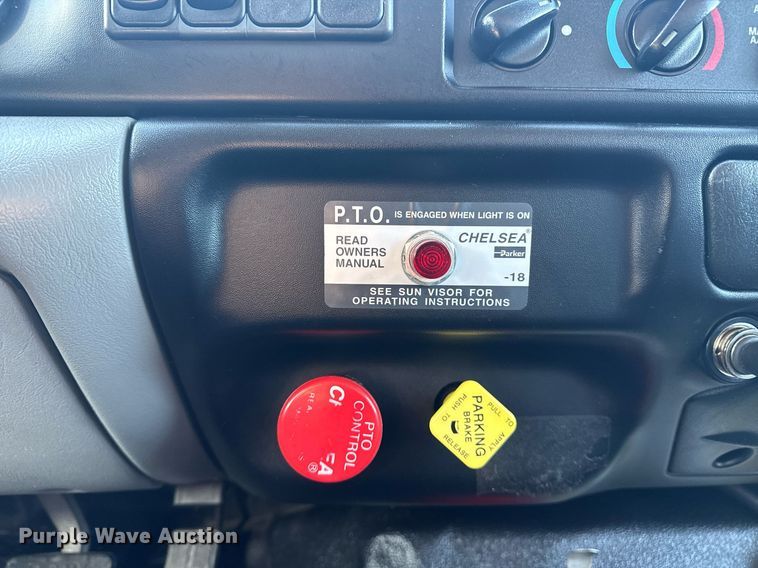 A
MA
A/
P.T.O. IS ENGAGED WHEN LIGHT IS ON
READ
OWNERS
MANUAL
CHELSEA®
Parker
-18
SEE SUN VISOR FOR
OPERATING INSTRUCTIONS
PTO
CONTROL
PULL TO APPLY
PARKING
BRAKE
PUSH TO RELEASE
Purple Wave Auction